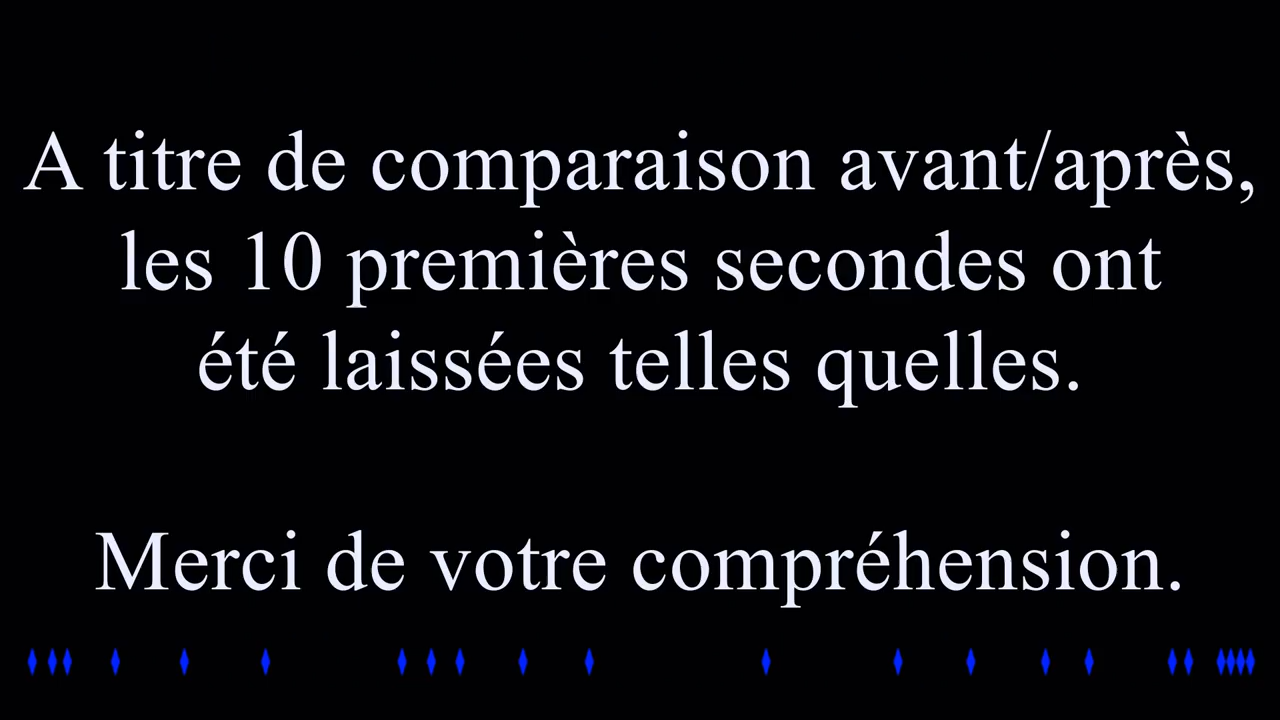 A titre de comparaison avant/après,
les 10 premières secondes ont
été laissées telles quelles.
Merci de votre compréhension.